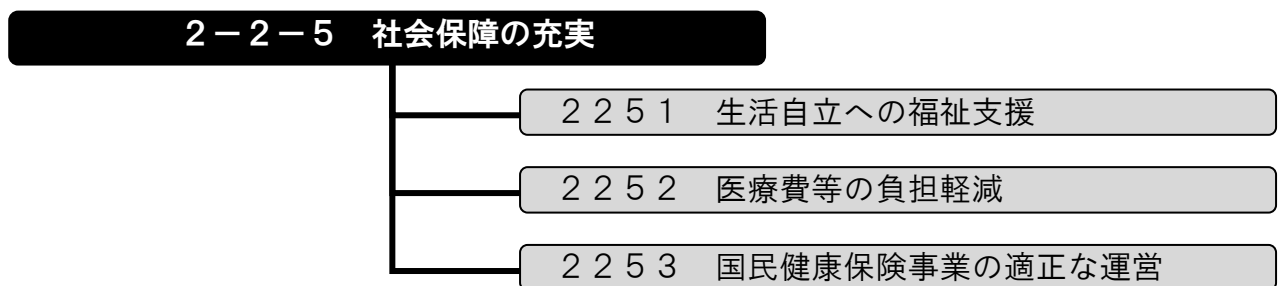 ２－２－５　社会保障の充実
２２５１　生活自立への福祉支援
２２５２　医療費等の負担軽減
２２５３　国民健康保険事業の適正な運営